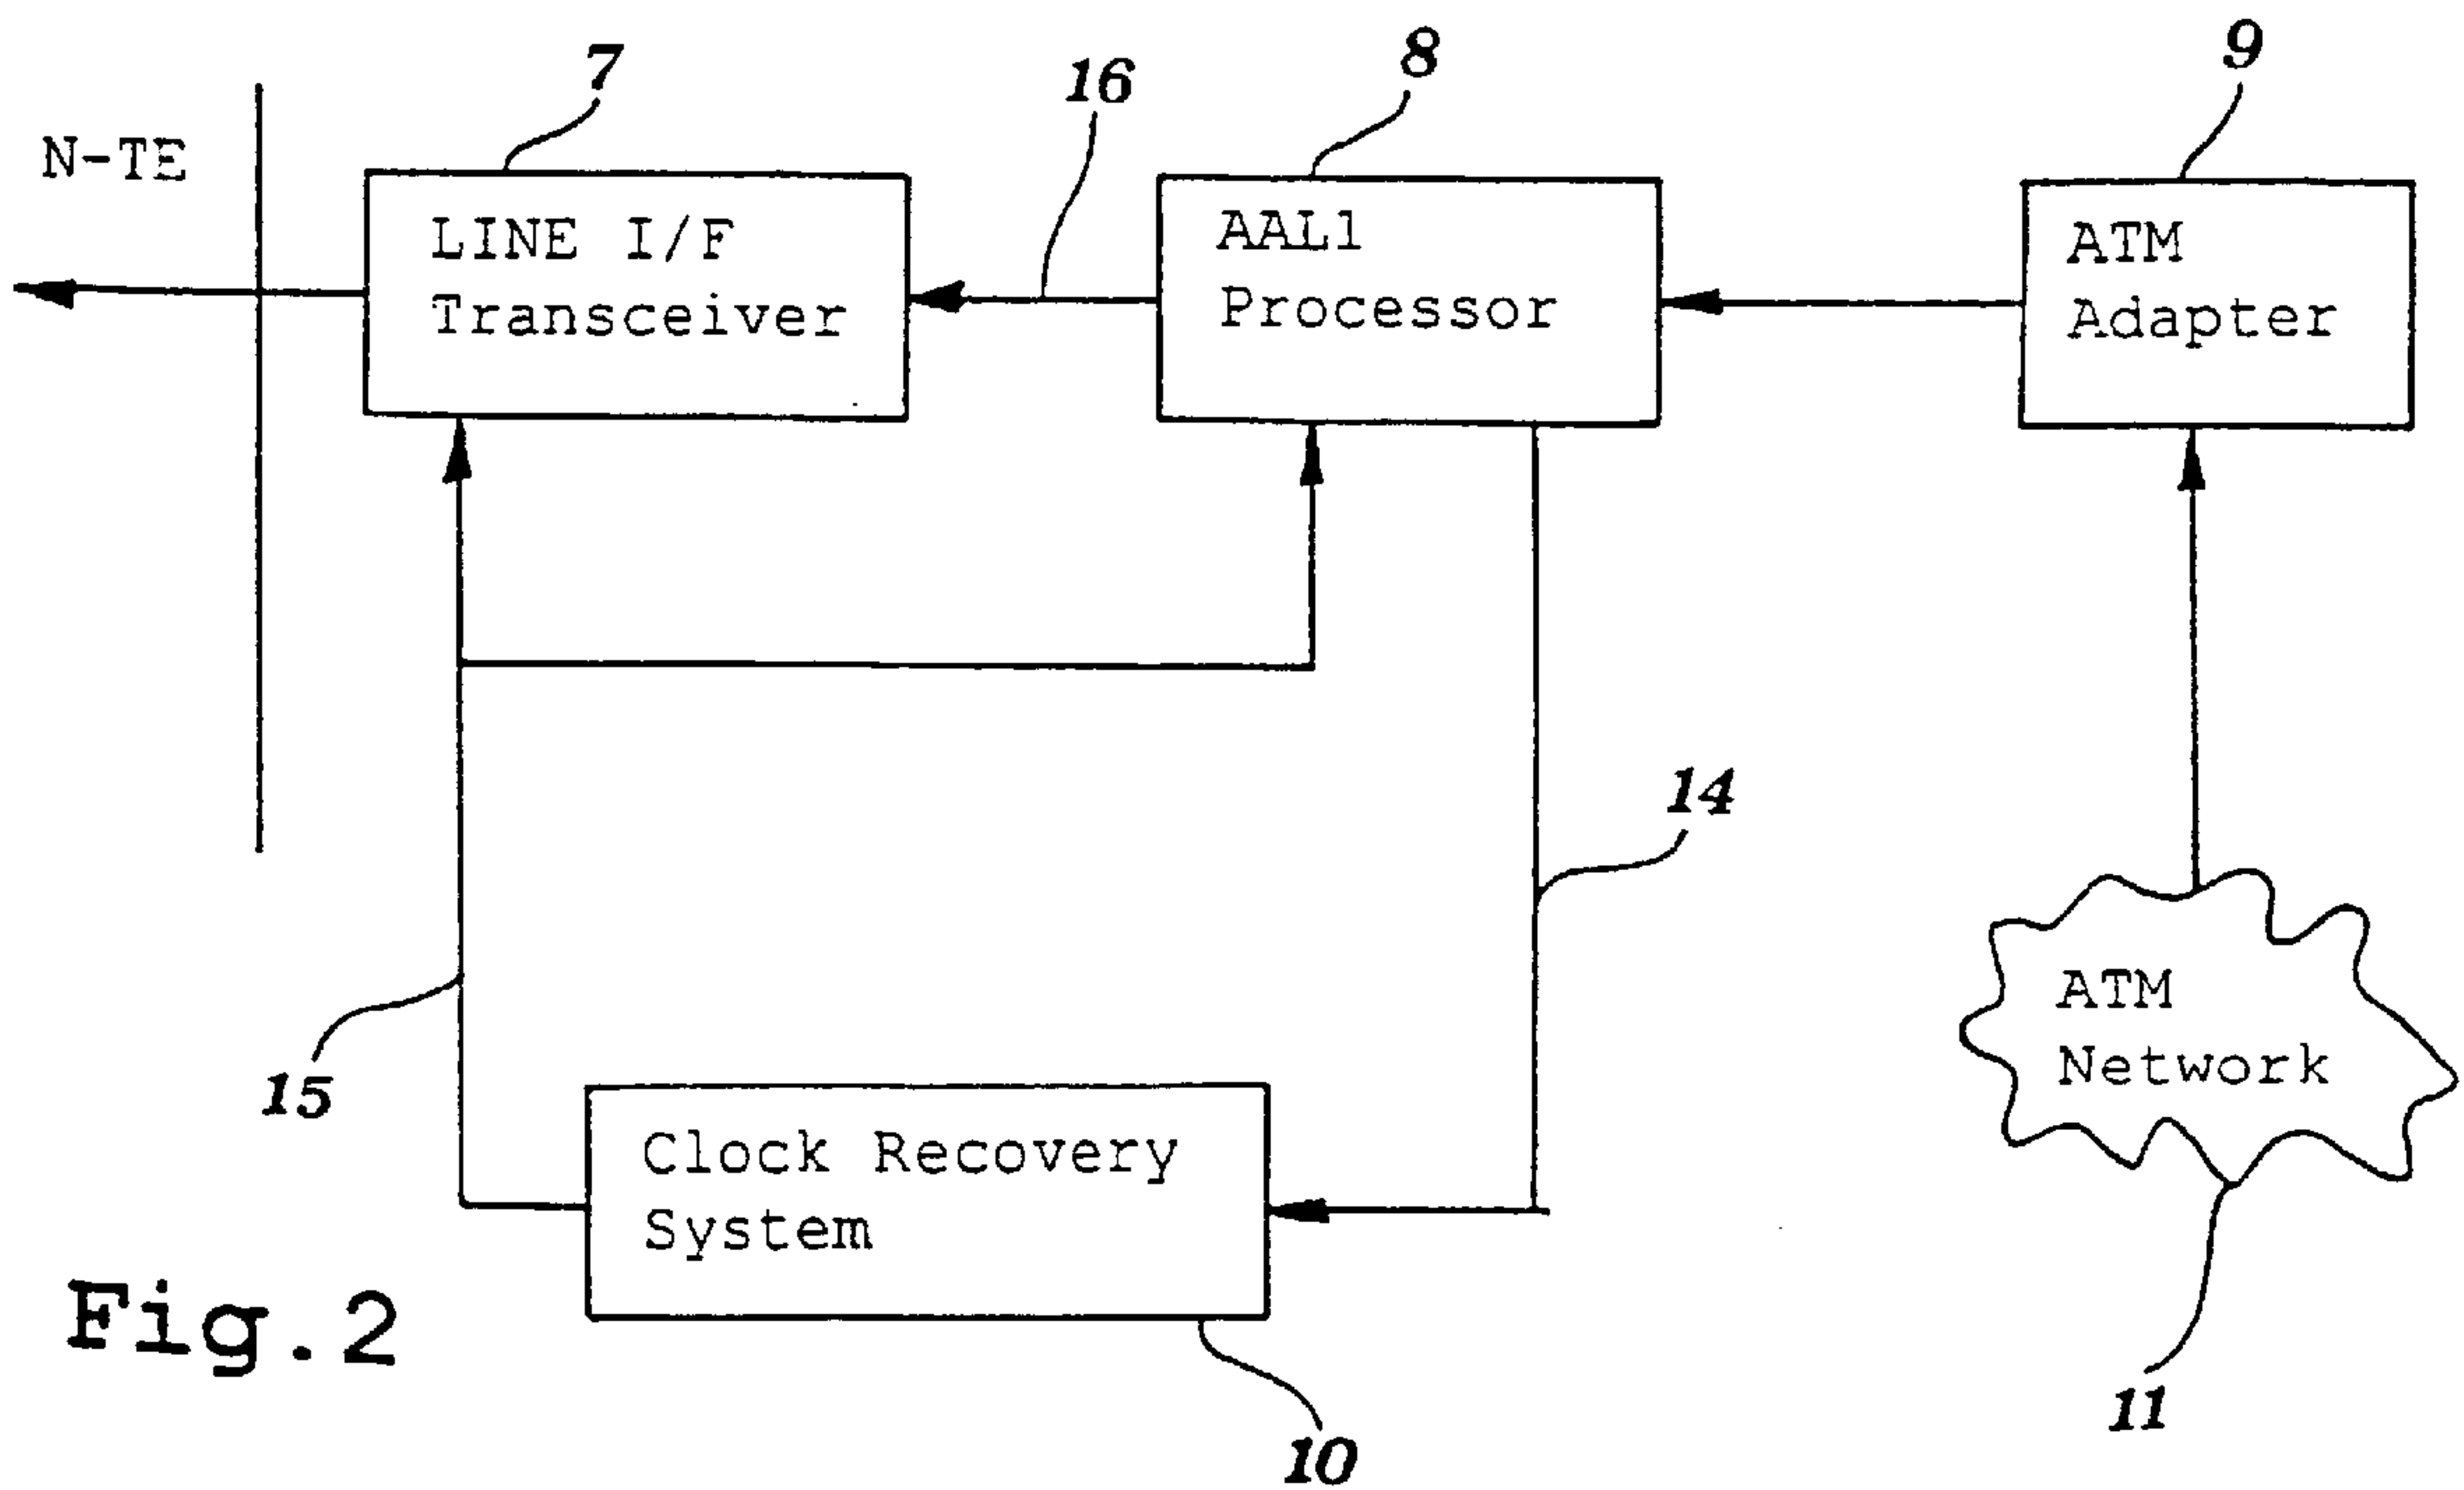 7
16
8
9
N-TE
LINE I/F
Transceiver
AAL1
Processor
ATM
Adapter
14
ATM
Network
15
Clock Recovery
System
Fig.2
10
11